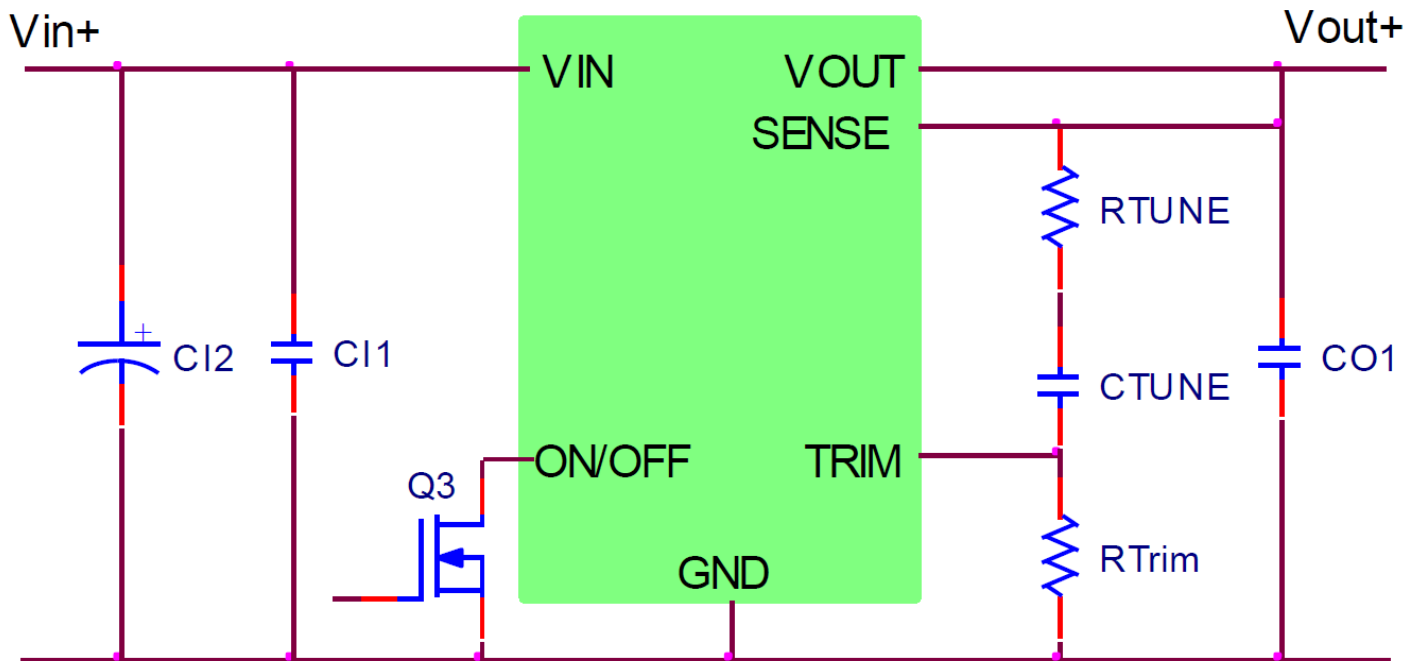 Vin+
Vout+
VIN
VOUT
SENSE
RTUNE
+
CI2
CI1
CTUNE
CO1
ON/OFF
TRIM
Q3
GND
RTrim